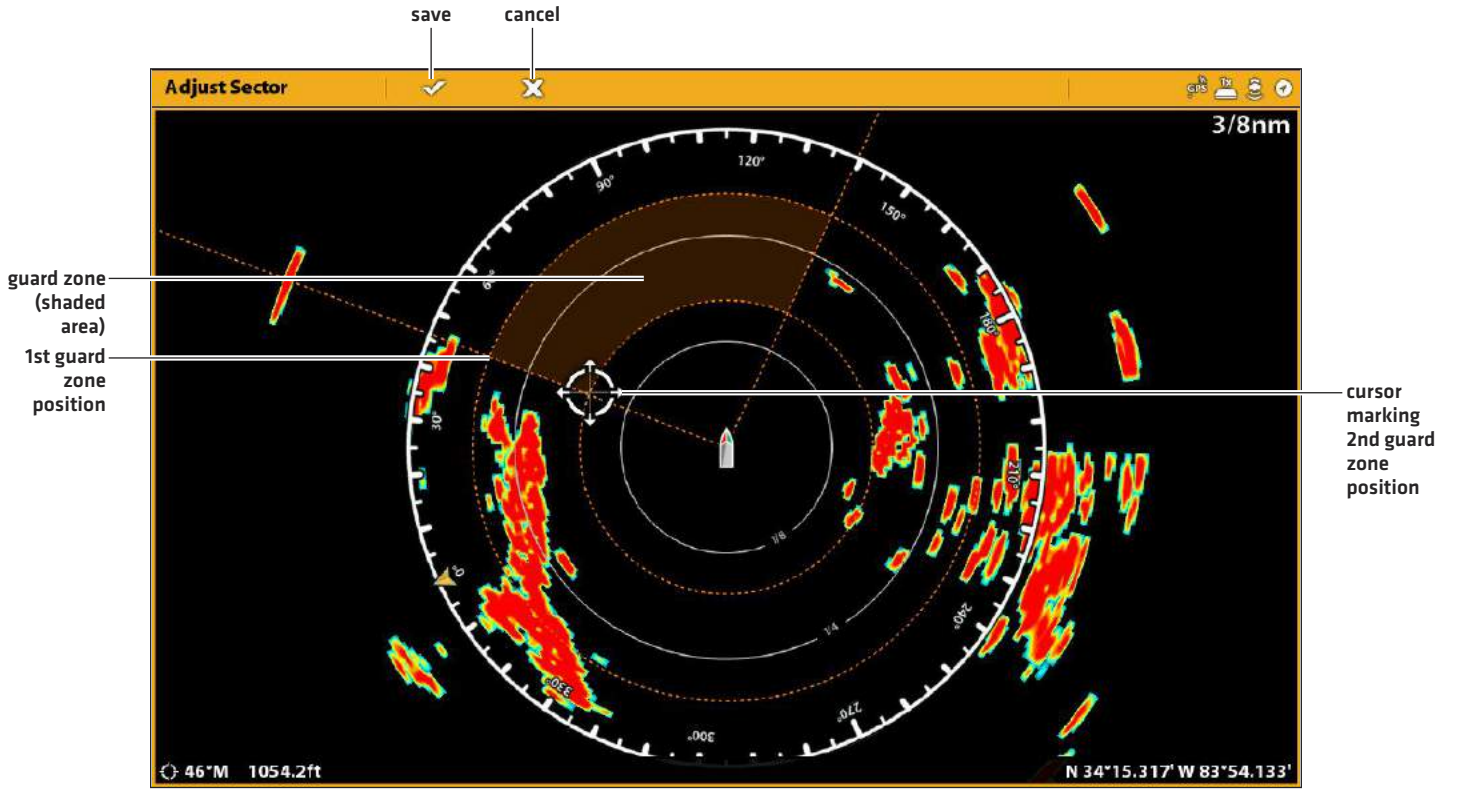 save
cancel
Adjust Sector
GPS
Tx
3/8nm
120°
90°
150°
60°
180°
guard zone
(shaded
area)
1st guard
zone
position
30°
210°
cursor
marking
2nd guard
zone
position
1/8
0°
240°
1/4
330°
270°
300°
46°M 1054.2ft
N 34°15.317' W 83°54.133'